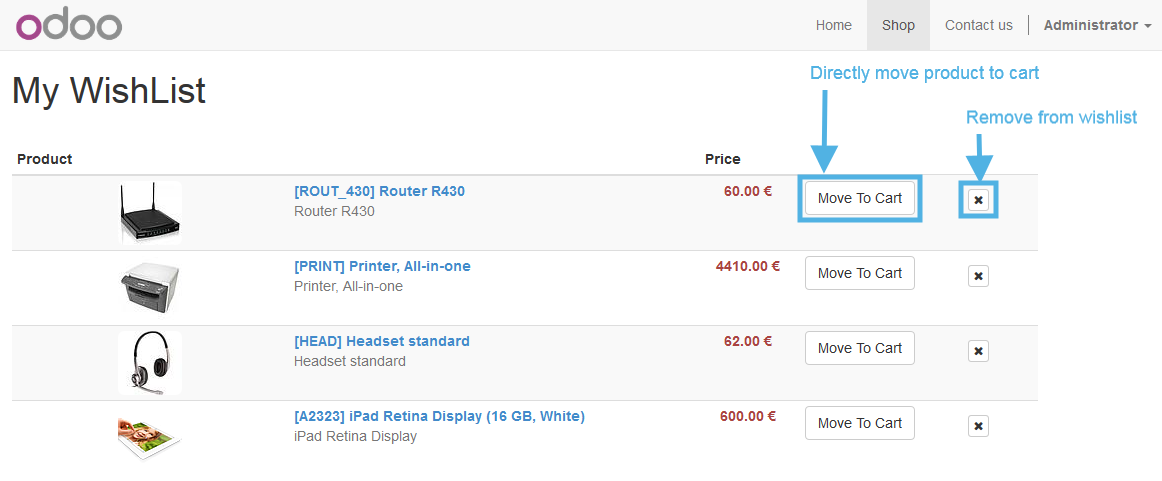 odoo
Home Shop Contact us Administrator
Directly move product to cart
My WishList
Remove from wishlist
Product Price
[ROUT_430] Router R430 60.00 € Move To Cart
Router R430
[PRINT] Printer, All-in-one 4410.00 € Move To Cart
Printer, All-in-one
[HEAD] Headset standard 62.00 € Move To Cart
Headset standard
[A2323] iPad Retina Display (16 GB, White) 600.00 € Move To Cart
iPad Retina Display